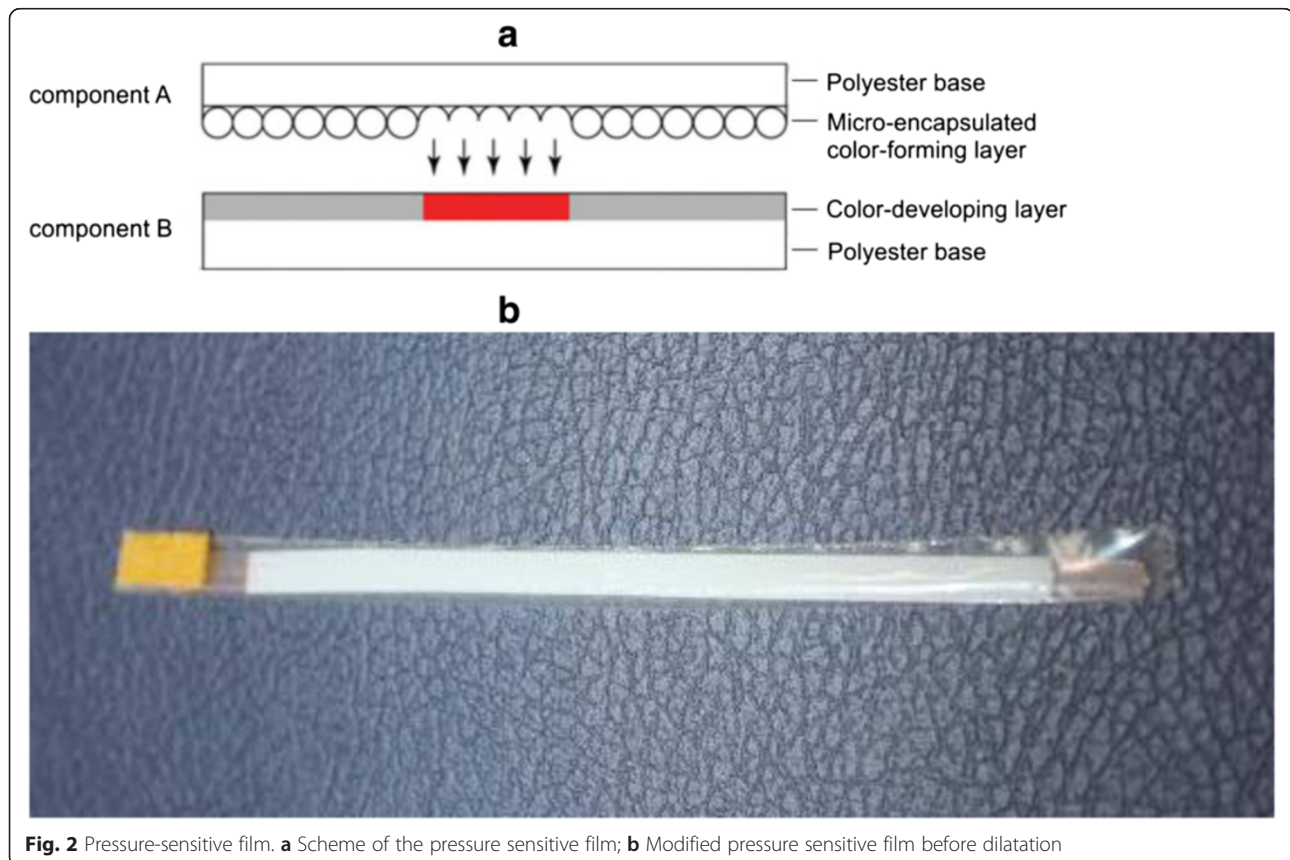 a
component A
Polyester base
Micro-encapsulated
color-forming layer
component B
Color-developing layer
Polyester base
b
Fig. 2 Pressure-sensitive film. a Scheme of the pressure sensitive film; b Modified pressure sensitive film before dilatation